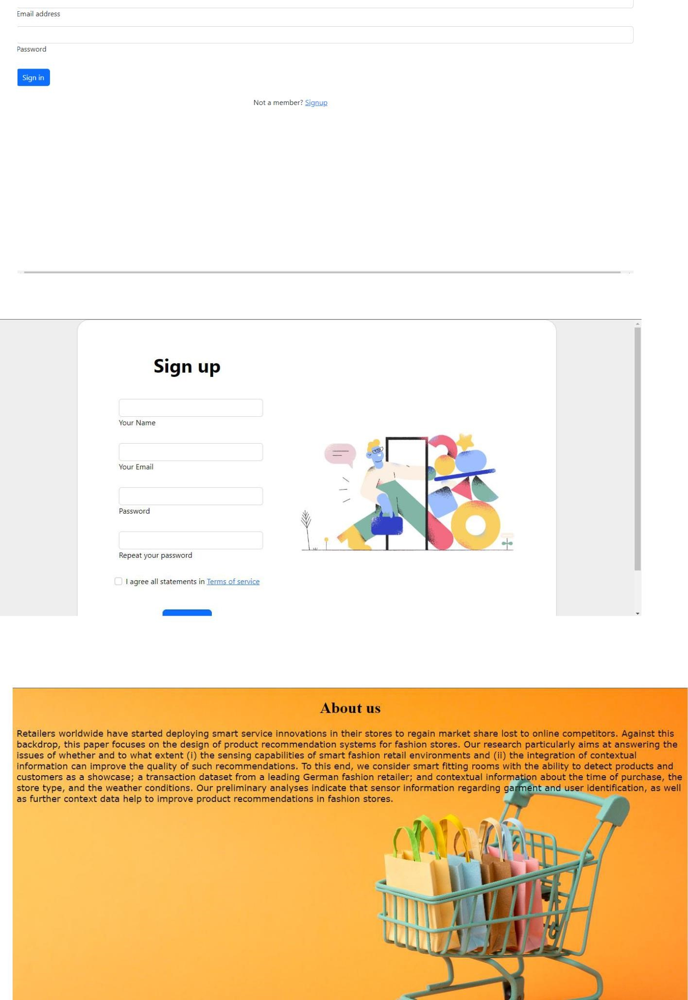 Email address
Password
Sign in
Not a member? Signup
Sign up
Your Name
Your Email
Password
Repeat your password
I agree all statements in Terms of service
About us
Retailers worldwide have started deploying smart service innovations in their stores to regain market share lost to online competitors. Against this
backdrop, this paper focuses on the design of product recommendation systems for fashion stores. Our research particularly aims at answering the
issues of whether and to what extent (i) the sensing capabilities of smart fashion retail environments and (ii) the integration of contextual
information can improve the quality of such recommendations. To this end, we consider smart fitting rooms with the ability to detect products and
customers as a showcase; a transaction dataset from a leading German fashion retailer; and contextual information about the time of purchase, the
store type, and the weather conditions. Our preliminary analyses indicate that sensor information regarding garment and user identification, as well
as further context data help to improve product recommendations in fashion stores.